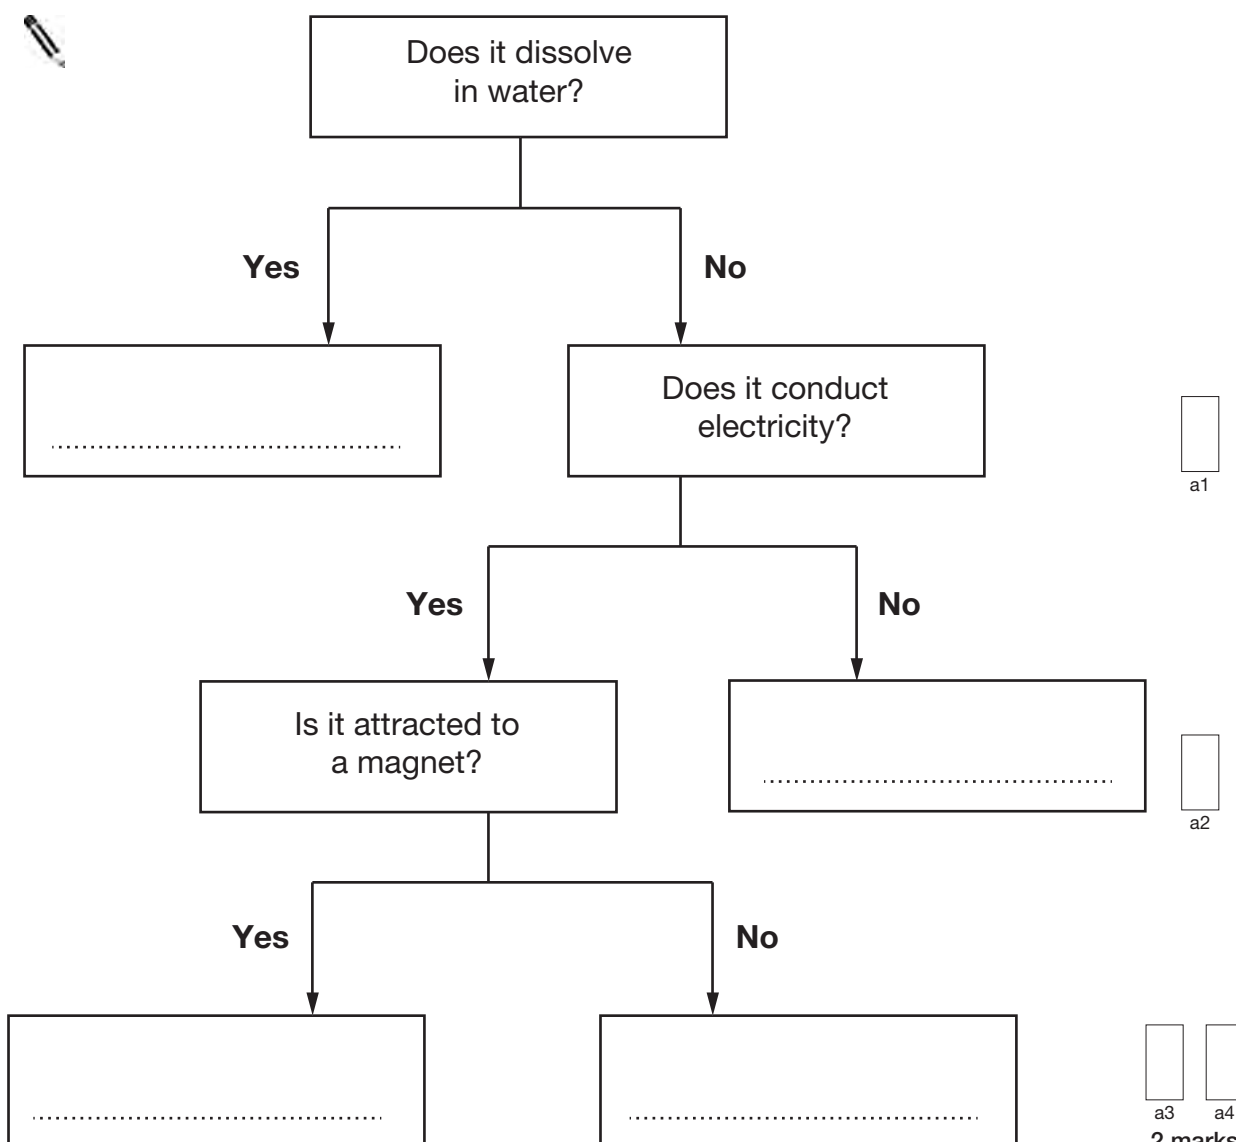 Does it dissolve
in water?
Yes
No
Does it conduct
electricity?
a1
Yes
No
Is it attracted to
a magnet?
a2
Yes
No
a3
a4
2 marks